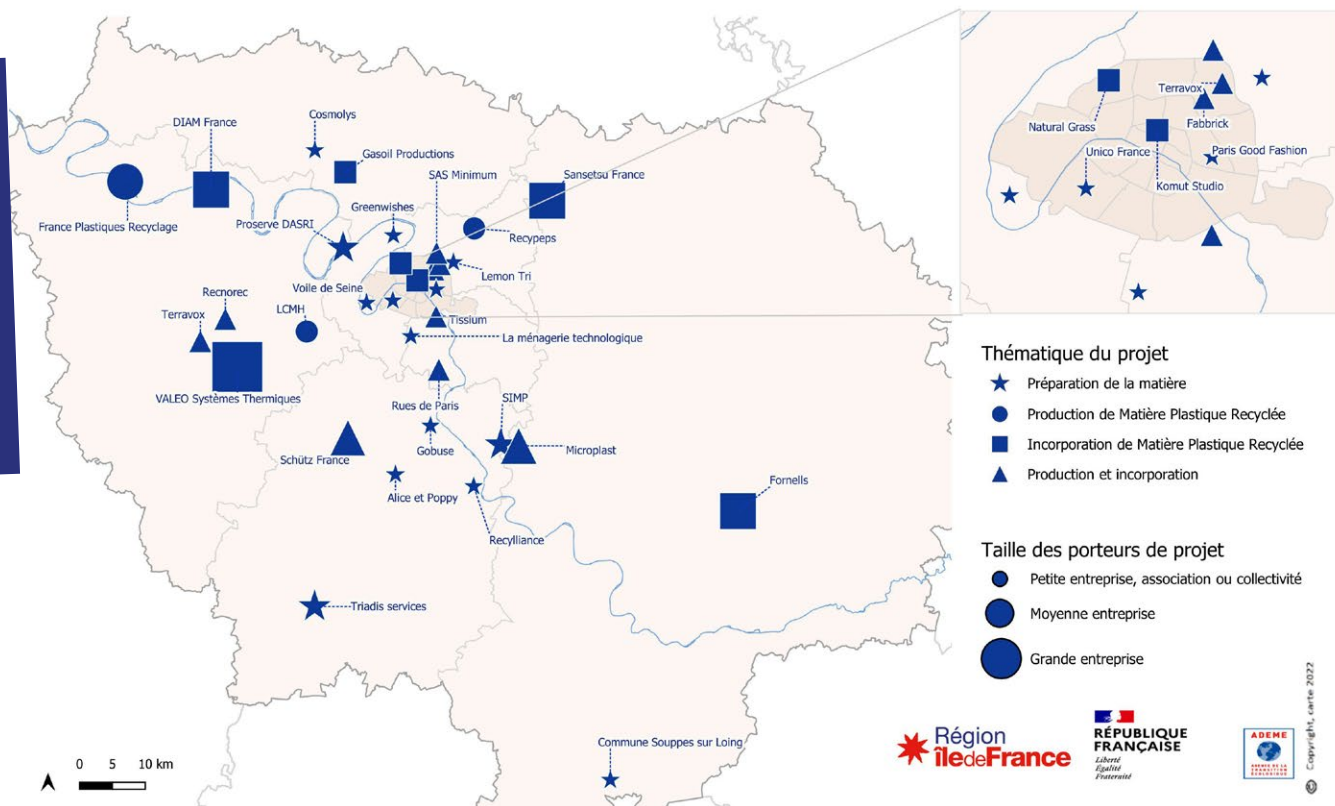 DIAM France
Cosmolys
Gasoil Productions
SAS Minimum
Sansetsu France
France Plastiques Recyclage
Proserve DASRI
Greenwishes
Recypeps
Lemon Tri
Voile de Seine
Recnorec
Terravox
LCMH
Tissium
La ménagerie technologique
VALEO Systèmes Thermiques
Rues de Paris
SIMP
Schütz France
Gobuse
Microplast
Alice et Poppy
Fornells
Recylliance
Triadis services
Commune Souppes sur Loing
0 5 10 km
Terravox
Natural Grass
Fabbrick
Unico France
Paris Good Fashion
Komut Studio
Thématique du projet
Préparation de la matière
Production de Matière Plastique Recyclée
Incorporation de Matière Plastique Recyclée
Production et incorporation
Taille des porteurs de projet
Petite entreprise, association ou collectivité
Moyenne entreprise
Grande entreprise
Région
îledeFrance
RÉPUBLIQUE
FRANÇAISE
Liberté
Égalité
Fraternité
ADEME
AGENCE DE LA
TRANSITION
ÉCOLOGIQUE
© Copyright, carte 2022